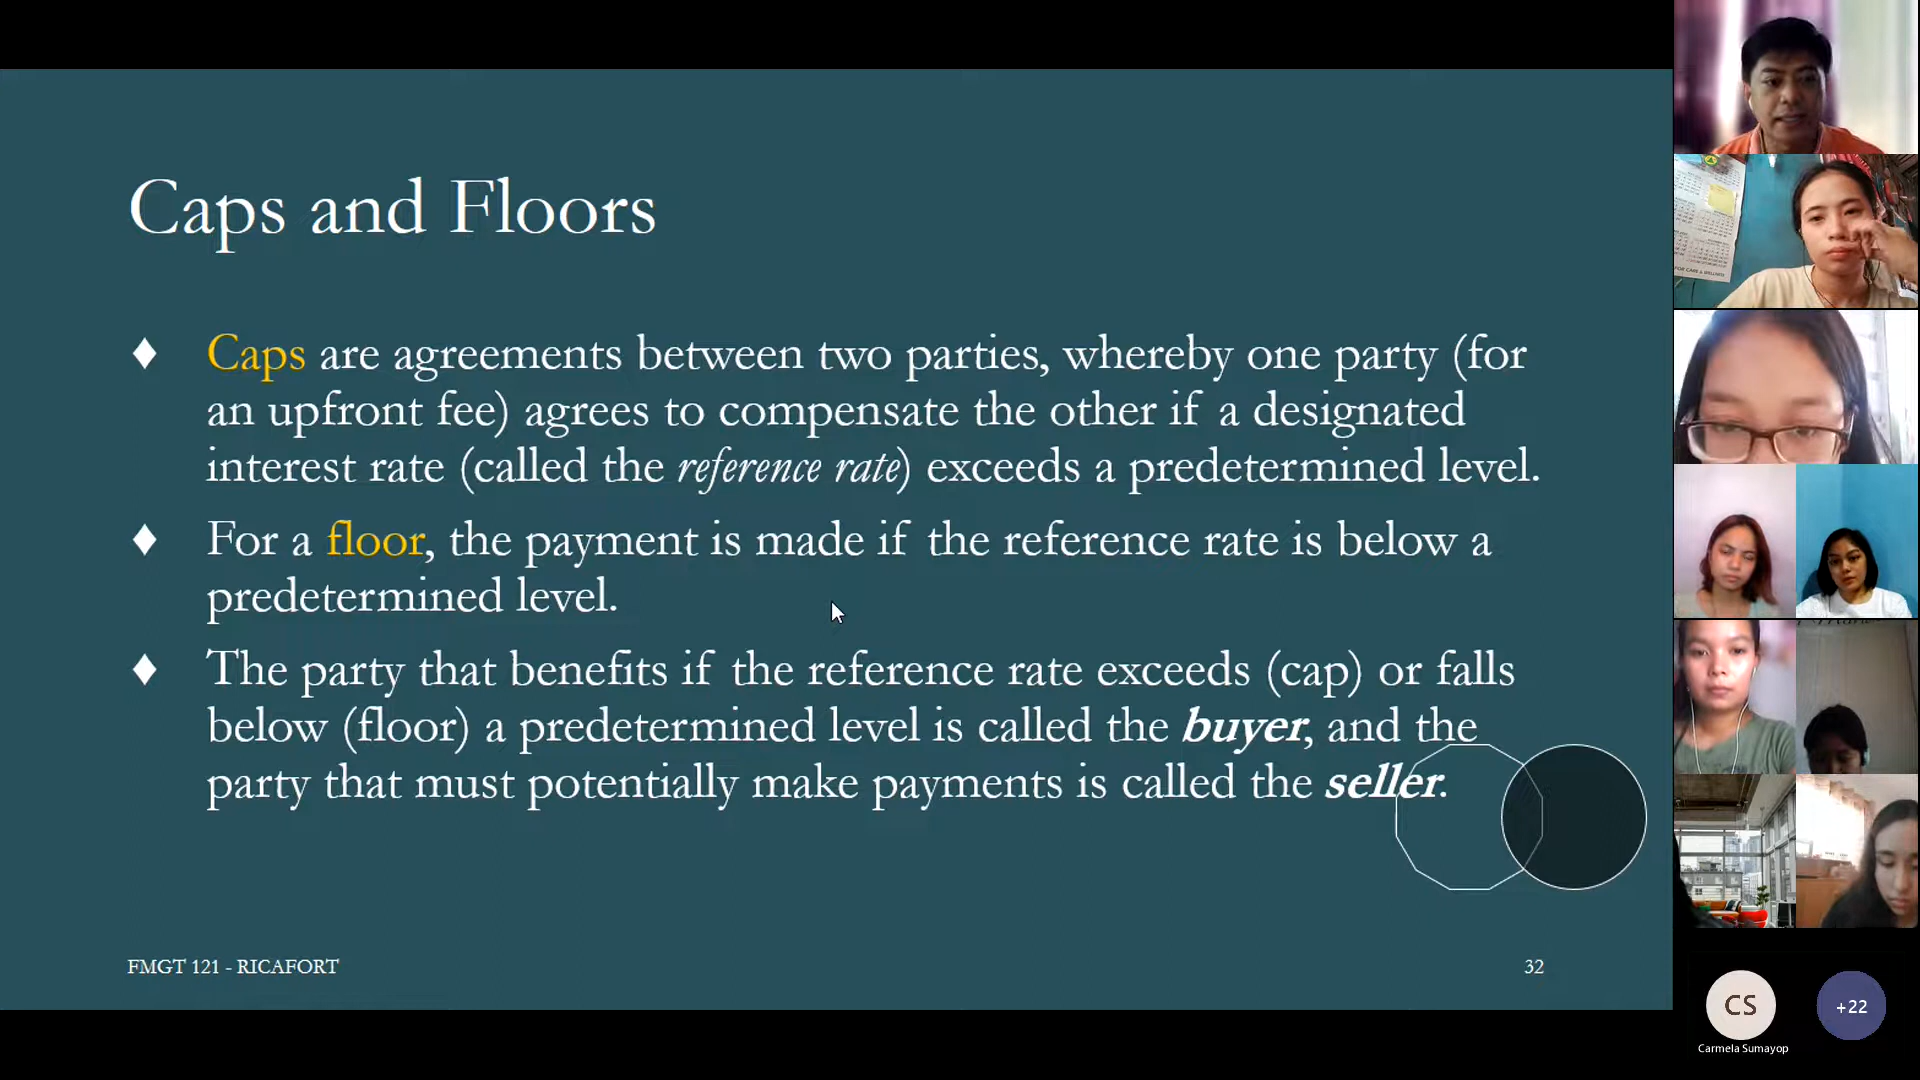 Caps and Floors
Caps are agreements between two parties, whereby one party (for
an upfront fee) agrees to compensate the other if a designated
interest rate (called the reference rate) exceeds a predetermined level.
For a floor, the payment is made if the reference rate is below a
predetermined level.
The party that benefits if the reference rate exceeds (cap) or falls
below (floor) a predetermined level is called the buyer, and the
party that must potentially make payments is called the seller.
FMGT 121 - RICAFORT
32
CS
+22
Carmela Sumayop